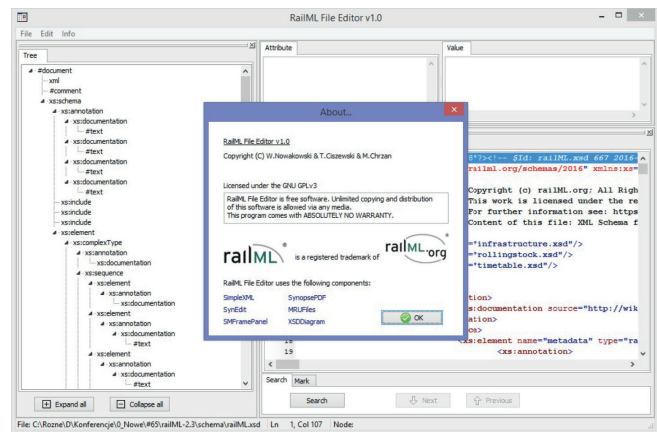 RailML File Editor v1.0
File Edit Info
Tree
#document
xml
#comment
xs:schema
xs:annotation
xs:documentation
#text
xs:documentation
#text
xs:documentation
#text
xs:documentation
#text
xs:include
xs:include
xs:include
xs:element
xs:complexType
xs:annotation
xs:documentation
xs:sequence
xs:element
xs:annotation
xs:documentation
xs:element
xs:annotation
xs:documentation
#text
xs:element
xs:annotation
xs:documentation
#text
Expand all Collapse all
Attribute
Value
About...
RailML File Editor v1.0
Copyright (C) W.Nowakowski & T.Ciszewski & M.Chrzan
Licensed under the GNU GPLv3
RailML File Editor is free software. Unlimited copying and distribution
of this software is allowed via any media.
This program comes with ABSOLUTELY NO WARRANTY.
railML® is a registered trademark of railML®.org
RailML File Editor uses the following components:
SimpleXML SynopsePDF
SynEdit MRUFiles
SMFramePanel XSDDiagram
OK
8"?><!-- $Id: railML.xsd 667 2016-
railml.org/schemas/2016" xmlns:xs=
Copyright (c) railML.org: All Righ
This work is licensed under the re
For further information see: https
Content of this file: XML Schema f
="infrastructure.xsd"/>
="rollingstock.xsd"/>
="timetable.xsd"/>
tion>
s:documentation source="http://wik
ation>
ce>
18 <xs:element name="metadata" type="ra
19 <xs:annotation>
Search Mark
Search Next Previous
File: C:\Rozne\D\Konferencje\0_Nowe\#65\railML-2.3\schema\railML.xsd Ln 1, Col 107 Node: